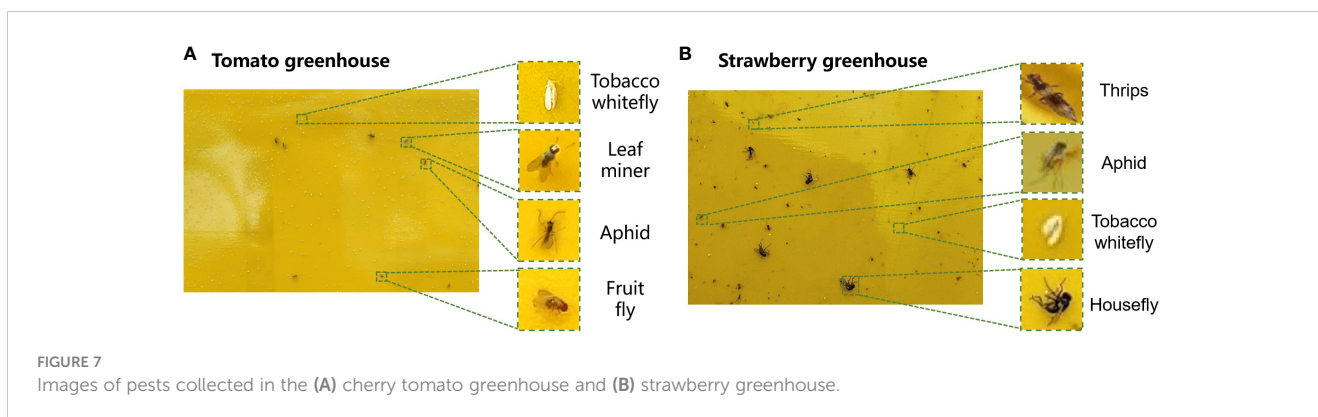 A Tomato greenhouse
Tobacco
whitefly
Leaf
miner
Aphid
Fruit
fly
B Strawberry greenhouse
Thrips
Aphid
Tobacco
whitefly
Housefly
FIGURE 7
Images of pests collected in the (A) cherry tomato greenhouse and (B) strawberry greenhouse.